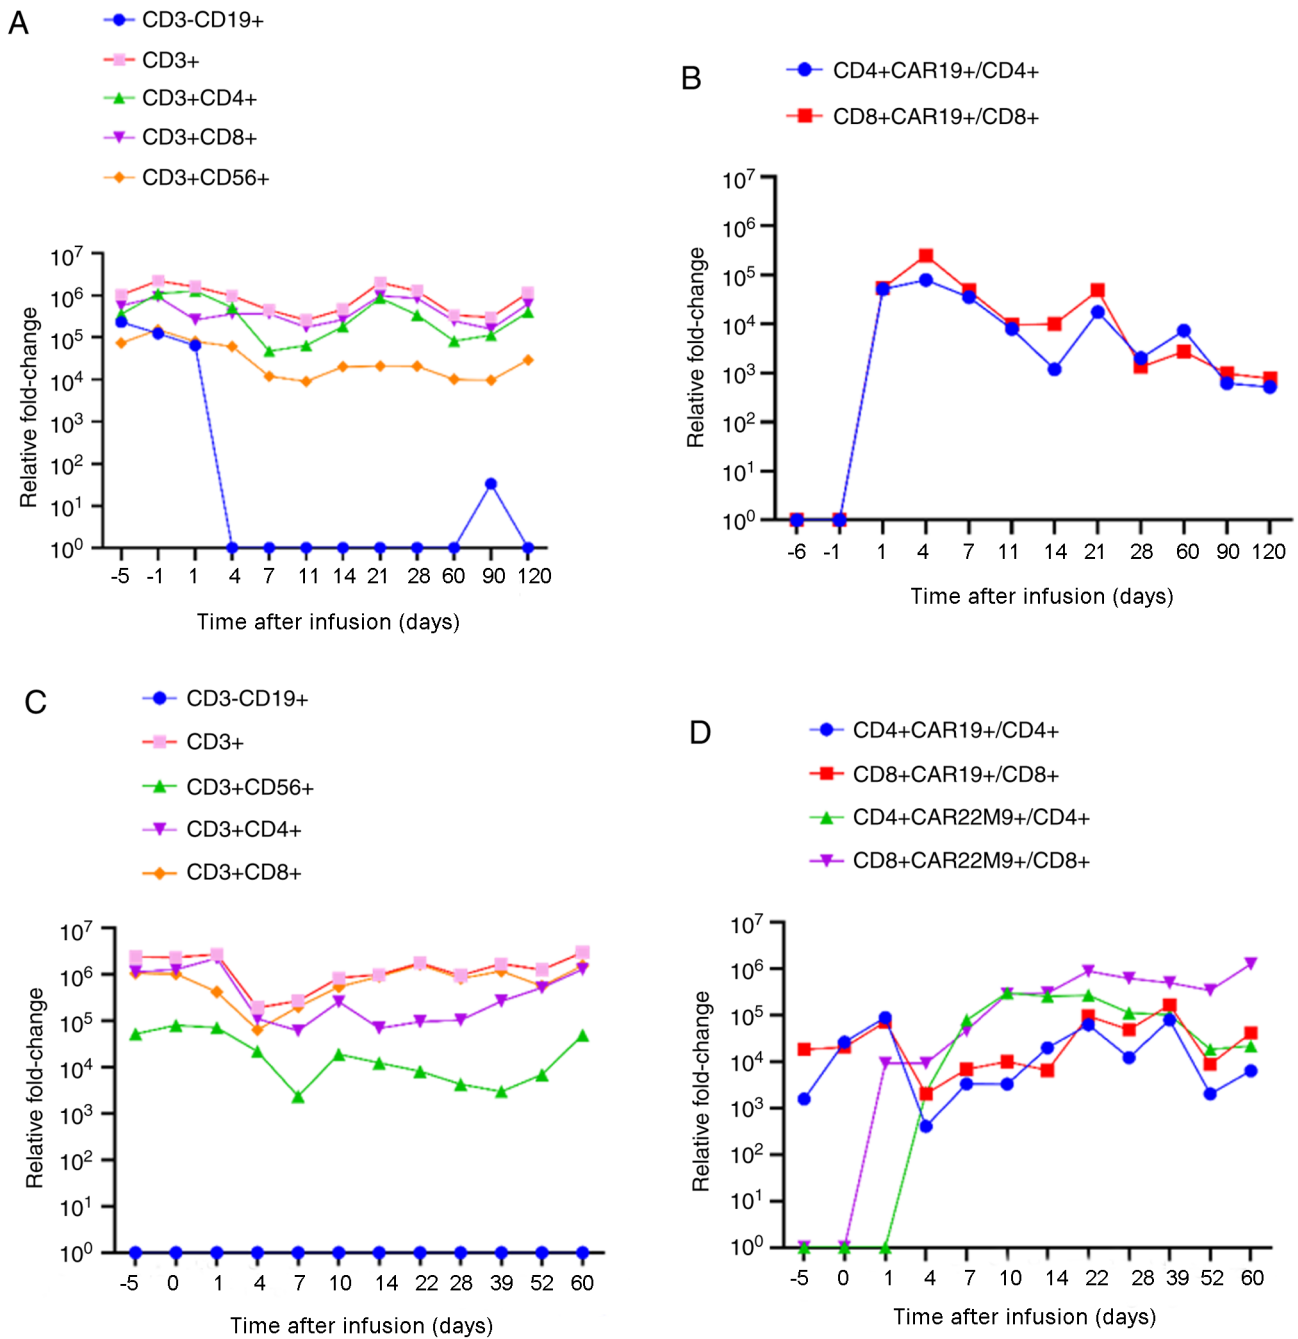 A
CD3-CD19+
CD3+
CD3+CD4+
CD3+CD8+
CD3+CD56+
Relative fold-change
10⁷
10⁶
10⁵
10⁴
10³
10²
10¹
10⁰
-5 -1 1 4 7 11 14 21 28 60 90 120
Time after infusion (days)
B
CD4+CAR19+/CD4+
CD8+CAR19+/CD8+
Relative fold-change
10⁷
10⁶
10⁵
10⁴
10³
10²
10¹
10⁰
-6 -1 1 4 7 11 14 21 28 60 90 120
Time after infusion (days)
C
CD3-CD19+
CD3+
CD3+CD56+
CD3+CD4+
CD3+CD8+
Relative fold-change
10⁷
10⁶
10⁵
10⁴
10³
10²
10¹
10⁰
-5 0 1 4 7 10 14 22 28 39 52 60
Time after infusion (days)
D
CD4+CAR19+/CD4+
CD8+CAR19+/CD8+
CD4+CAR22M9+/CD4+
CD8+CAR22M9+/CD8+
Relative fold-change
10⁷
10⁶
10⁵
10⁴
10³
10²
10¹
10⁰
-5 0 1 4 7 10 14 22 28 39 52 60
Time after infusion (days)